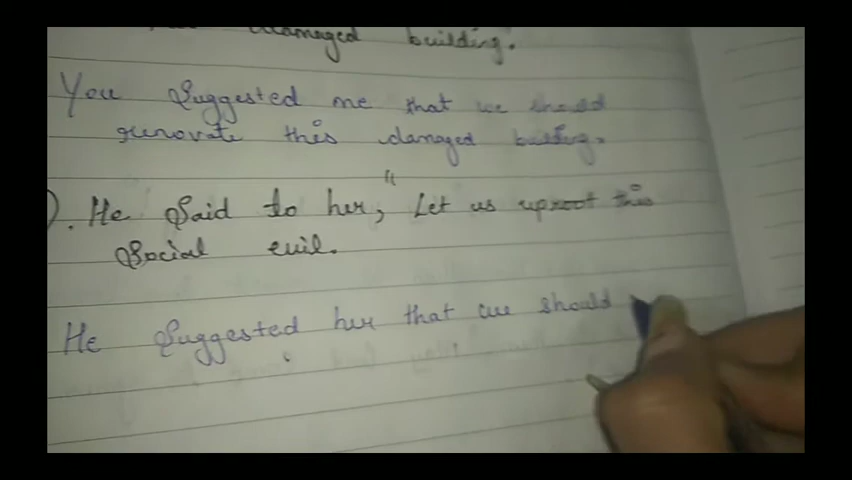 damaged building.
You Suggested me that we should
renovate this damaged building.
). He Said to her, " Let us uproot this
Social evil.
He Suggested her that we should